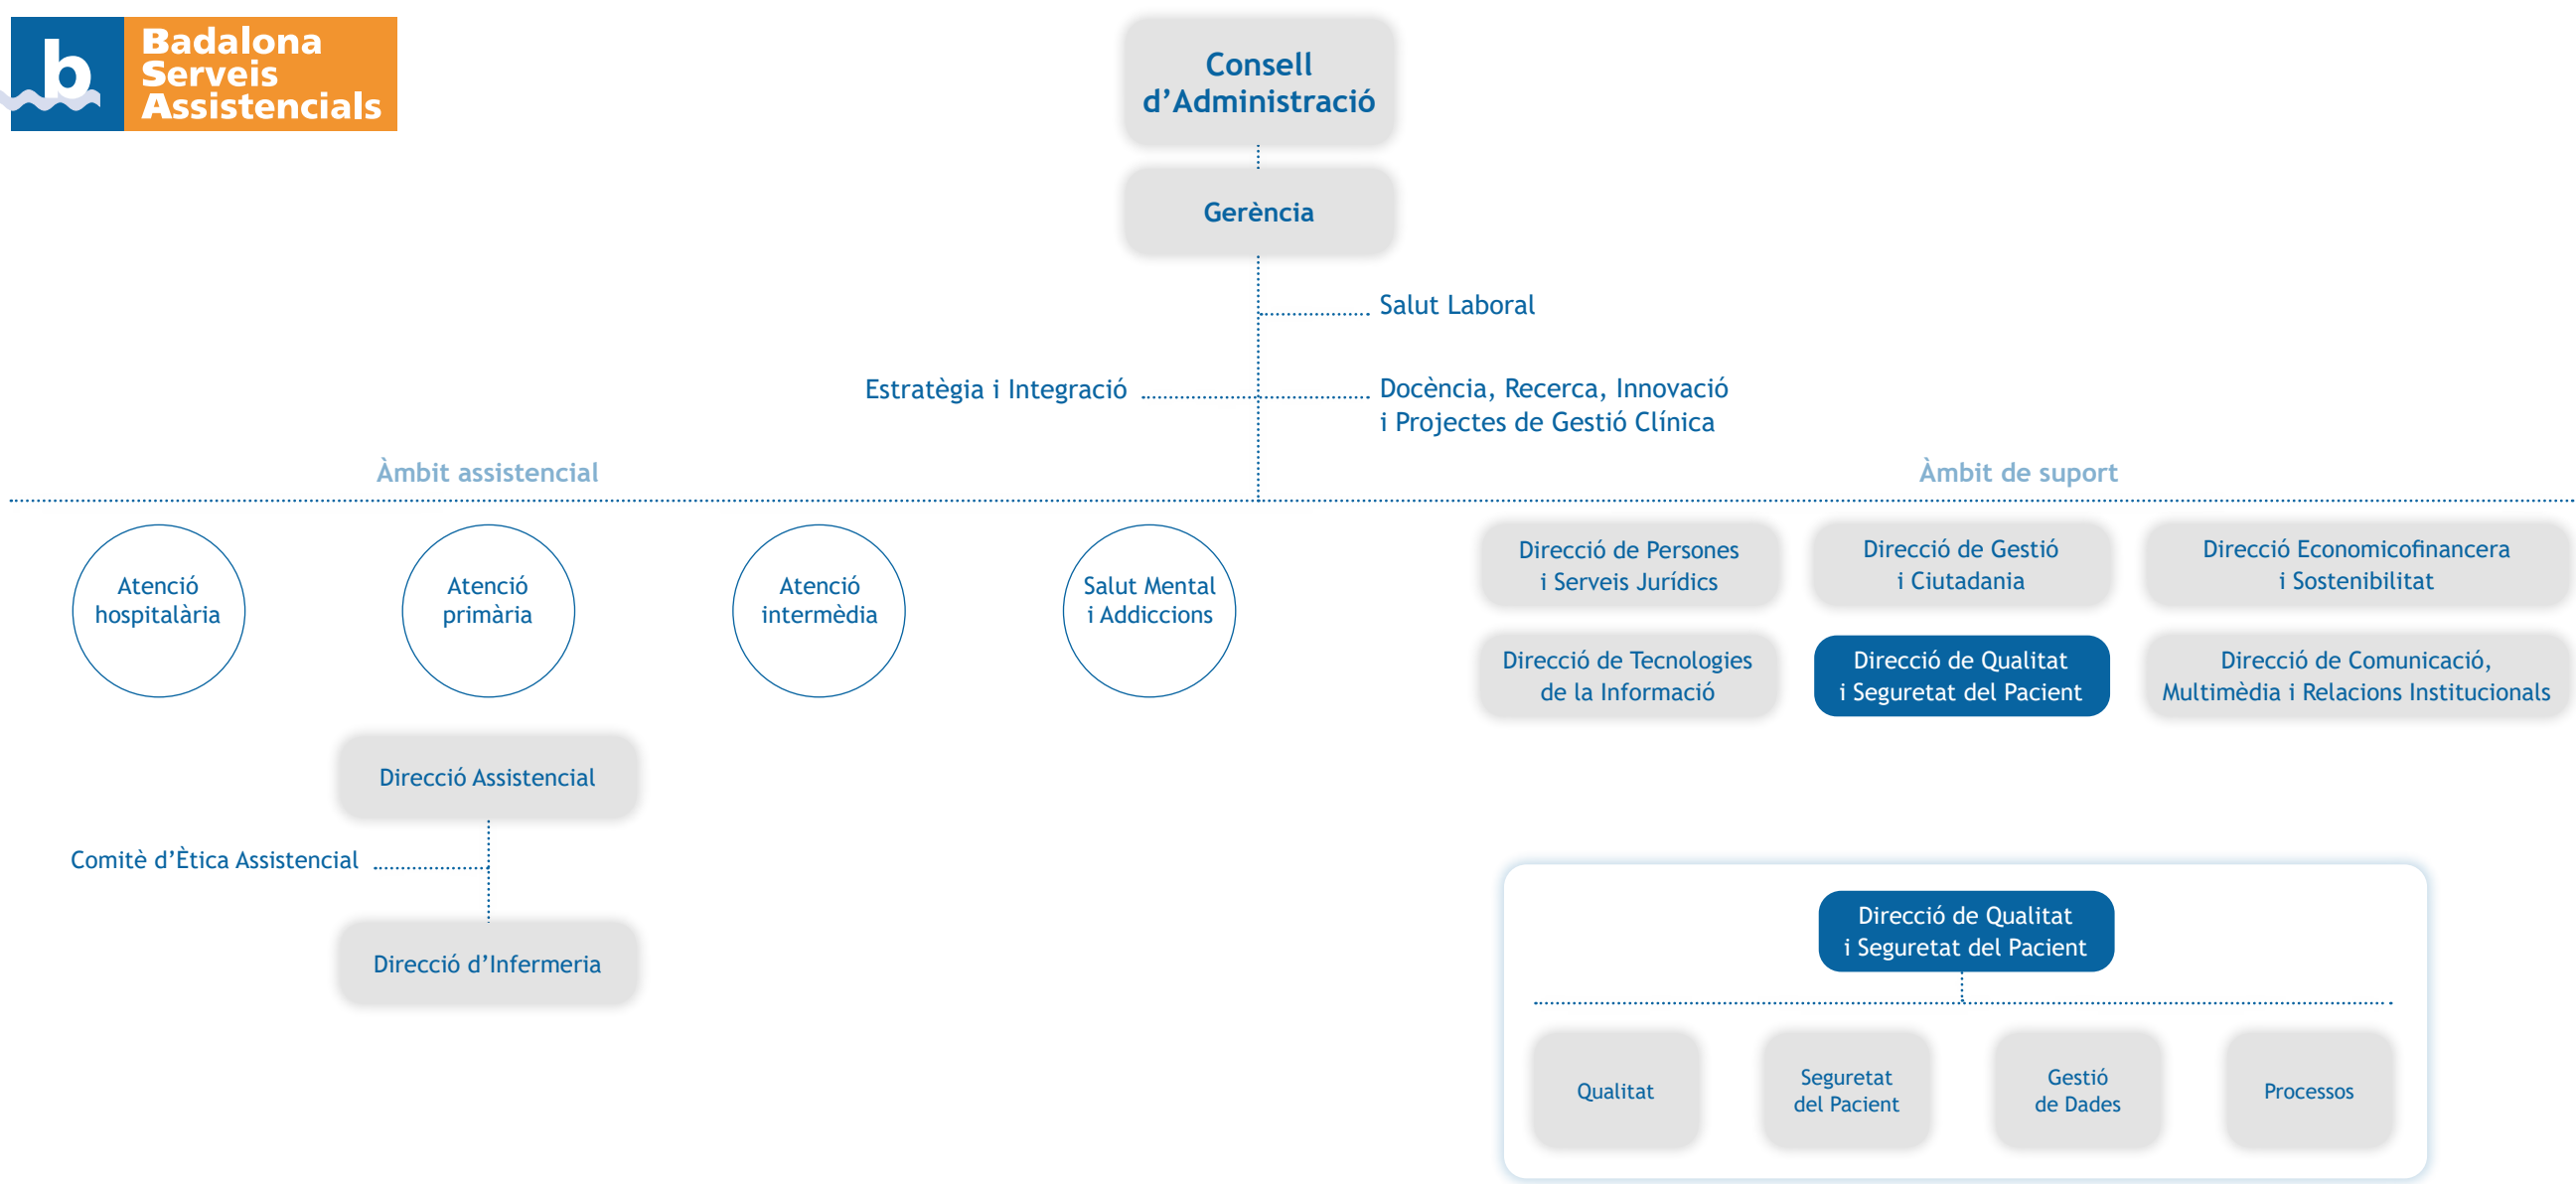 b
Badalona
Serveis
Assistencials
Consell
d’Administració
Gerència
Salut Laboral
Estratègia i Integració
Docència, Recerca, Innovació
i Projectes de Gestió Clínica
Àmbit assistencial
Àmbit de suport
Atenció
hospitalària
Atenció
primària
Atenció
intermèdia
Salut Mental
i Addiccions
Direcció de Persones
i Serveis Jurídics
Direcció de Gestió
i Ciutadania
Direcció Economicofinancera
i Sostenibilitat
Direcció de Tecnologies
de la Informació
Direcció de Qualitat
i Seguretat del Pacient
Direcció de Comunicació,
Multimèdia i Relacions Institucionals
Direcció Assistencial
Comitè d’Ètica Assistencial
Direcció d’Infermeria
Direcció de Qualitat
i Seguretat del Pacient
Qualitat
Seguretat
del Pacient
Gestió
de Dades
Processos